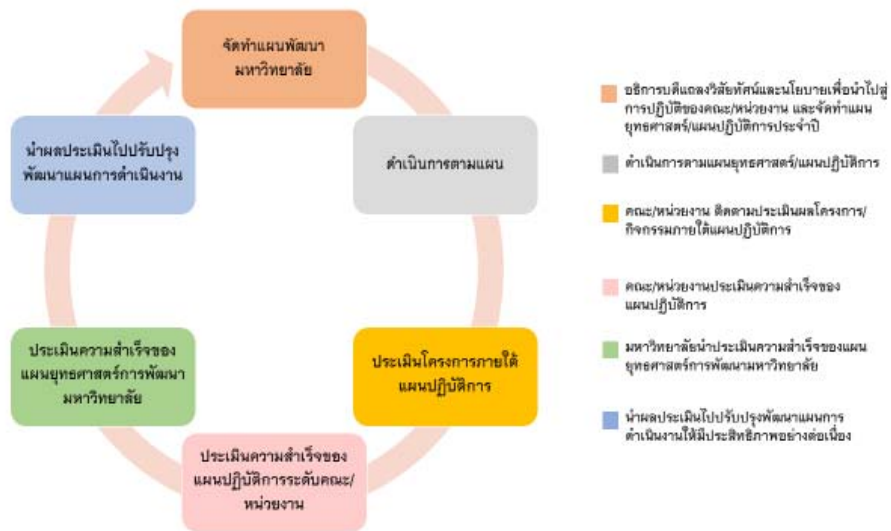 จัดทำแผนพัฒนา
มหาวิทยาลัย
ดำเนินการตามแผน
ประเมินโครงการภายใต้
แผนปฏิบัติการ
ประเมินความสำเร็จของ
แผนปฏิบัติการระดับคณะ/
หน่วยงาน
ประเมินความสำเร็จของ
แผนยุทธศาสตร์การพัฒนา
มหาวิทยาลัย
นำผลประเมินไปปรับปรุง
พัฒนาแผนการดำเนินงาน
อธิการบดีแถลงวิสัยทัศน์และนโยบายเพื่อนำไปสู่
การปฏิบัติของคณะ/หน่วยงาน และจัดทำแผน
ยุทธศาสตร์/แผนปฏิบัติการประจำปี
ดำเนินการตามแผนยุทธศาสตร์/แผนปฏิบัติการ
คณะ/หน่วยงาน ติดตามประเมินผลโครงการ/
กิจกรรมภายใต้แผนปฏิบัติการ
คณะ/หน่วยงานประเมินความสำเร็จของ
แผนปฏิบัติการ
มหาวิทยาลัยนำประเมินความสำเร็จของแผน
ยุทธศาสตร์การพัฒนามหาวิทยาลัย
นำผลประเมินไปปรับปรุงพัฒนาแผนการ
ดำเนินงานให้มีประสิทธิภาพอย่างต่อเนื่อง